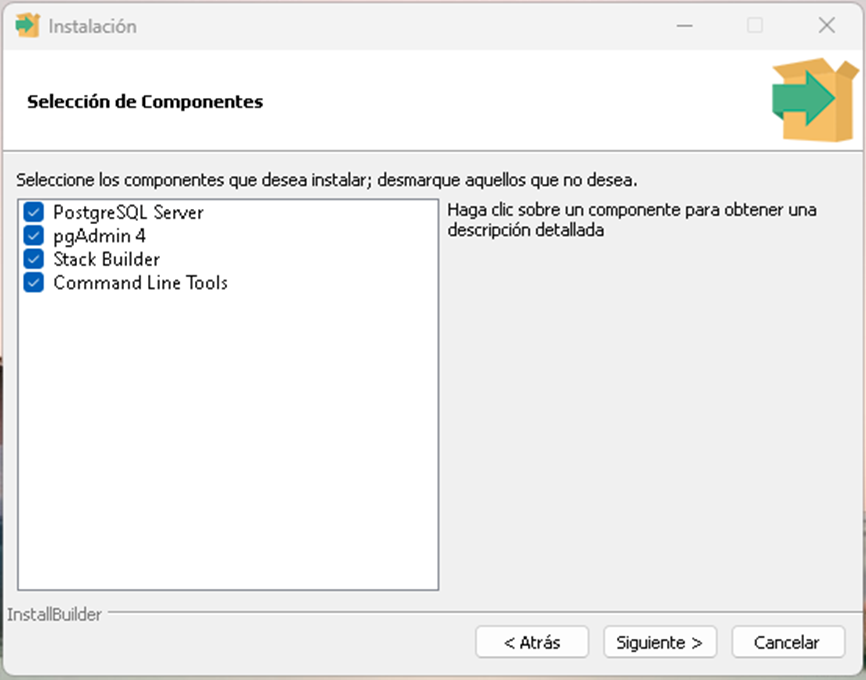 Instalación
Selección de Componentes
Seleccione los componentes que desea instalar; desmarque aquellos que no desea.
PostgreSQL Server
pgAdmin 4
Stack Builder
Command Line Tools
Haga clic sobre un componente para obtener una
descripción detallada
InstallBuilder
< Atrás
Siguiente >
Cancelar